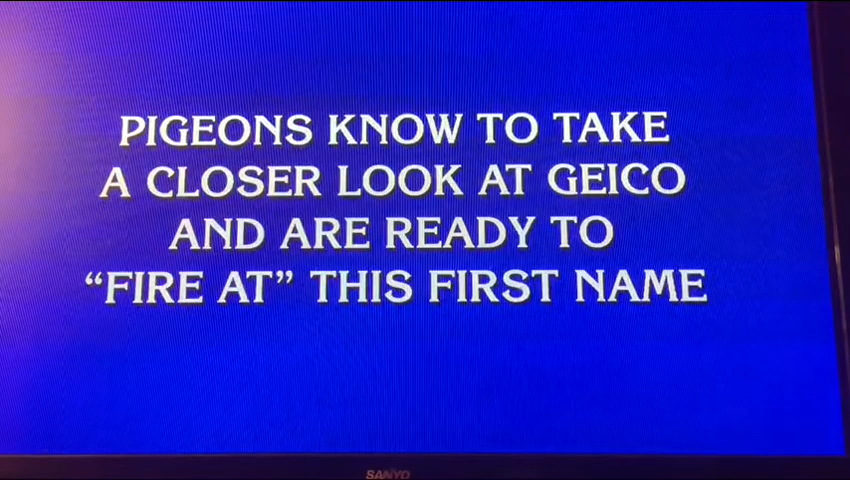 PIGEONS KNOW TO TAKE
A CLOSER LOOK AT GEICO
AND ARE READY TO
“FIRE AT” THIS FIRST NAME
SANYO